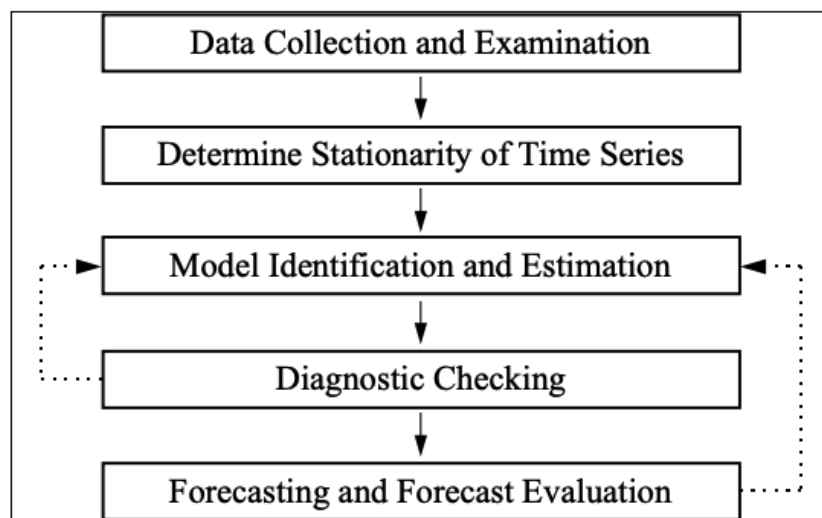 Data Collection and Examination
Determine Stationarity of Time Series
Model Identification and Estimation
Diagnostic Checking
Forecasting and Forecast Evaluation